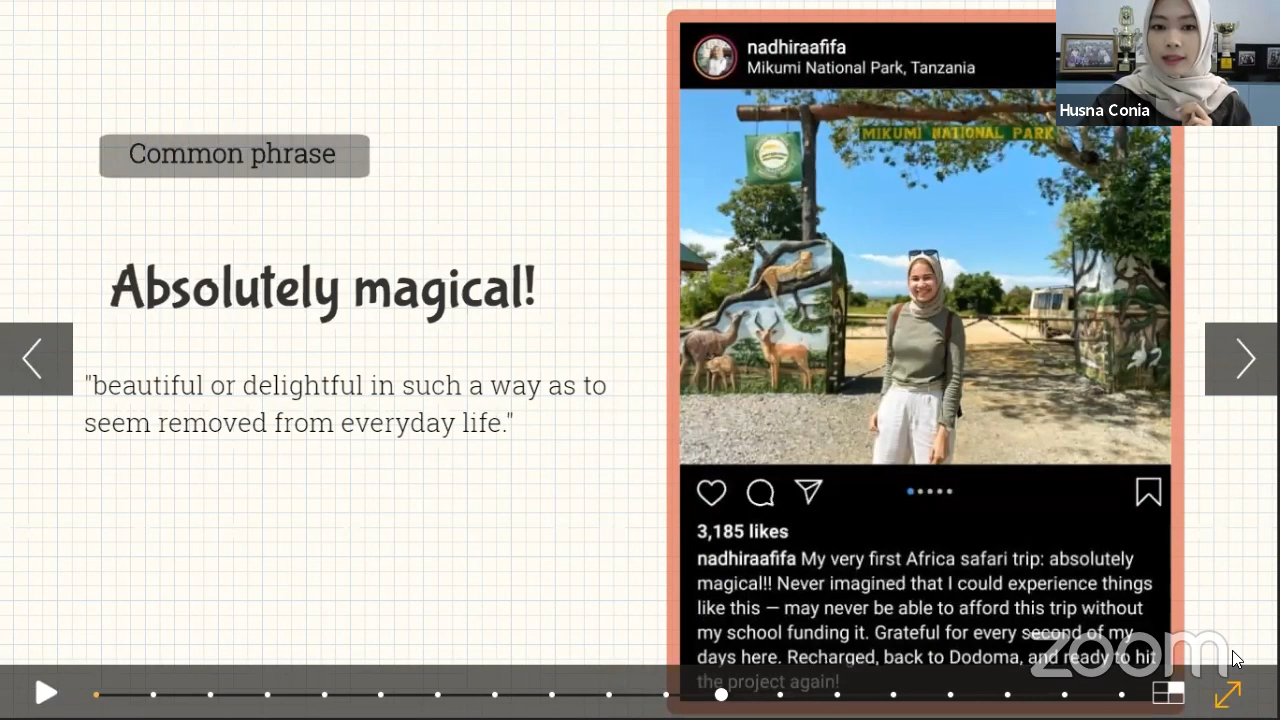 Common phrase
Absolutely magical!
"beautiful or delightful in such a way as to
seem removed from everyday life."
nadhiraafifa
Mikumi National Park, Tanzania
MIKUMI NATIONAL PARK
3,185 likes
nadhiraafifa My very first Africa safari trip: absolutely
magical!! Never imagined that I could experience things
like this — may never be able to afford this trip without
my school funding it. Grateful for every second of my
days here. Recharged, back to Dodoma, and ready to hit
the project again!
Husna Conia
zoom